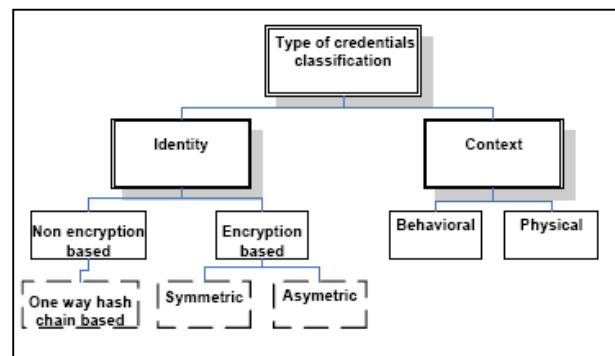 Type of credentials
classification
Identity
Context
Non encryption
based
Encryption
based
Behavioral
Physical
One way hash
chain based
Symmetric
Asymetric